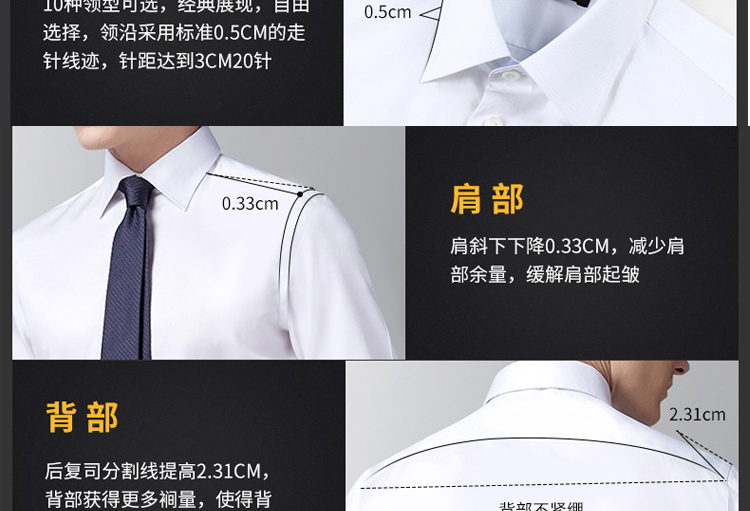 10种领型可选，经典展现，自由
选择，领沿采用标准0.5CM的走
针线迹，针距达到3CM20针
0.5cm
0.33cm
肩部
肩斜下下降0.33CM，减少肩
部余量，缓解肩部起皱
背部
后复司分割线提高2.31CM，
背部获得更多裥量，使得背
2.31cm
背部不紧绷